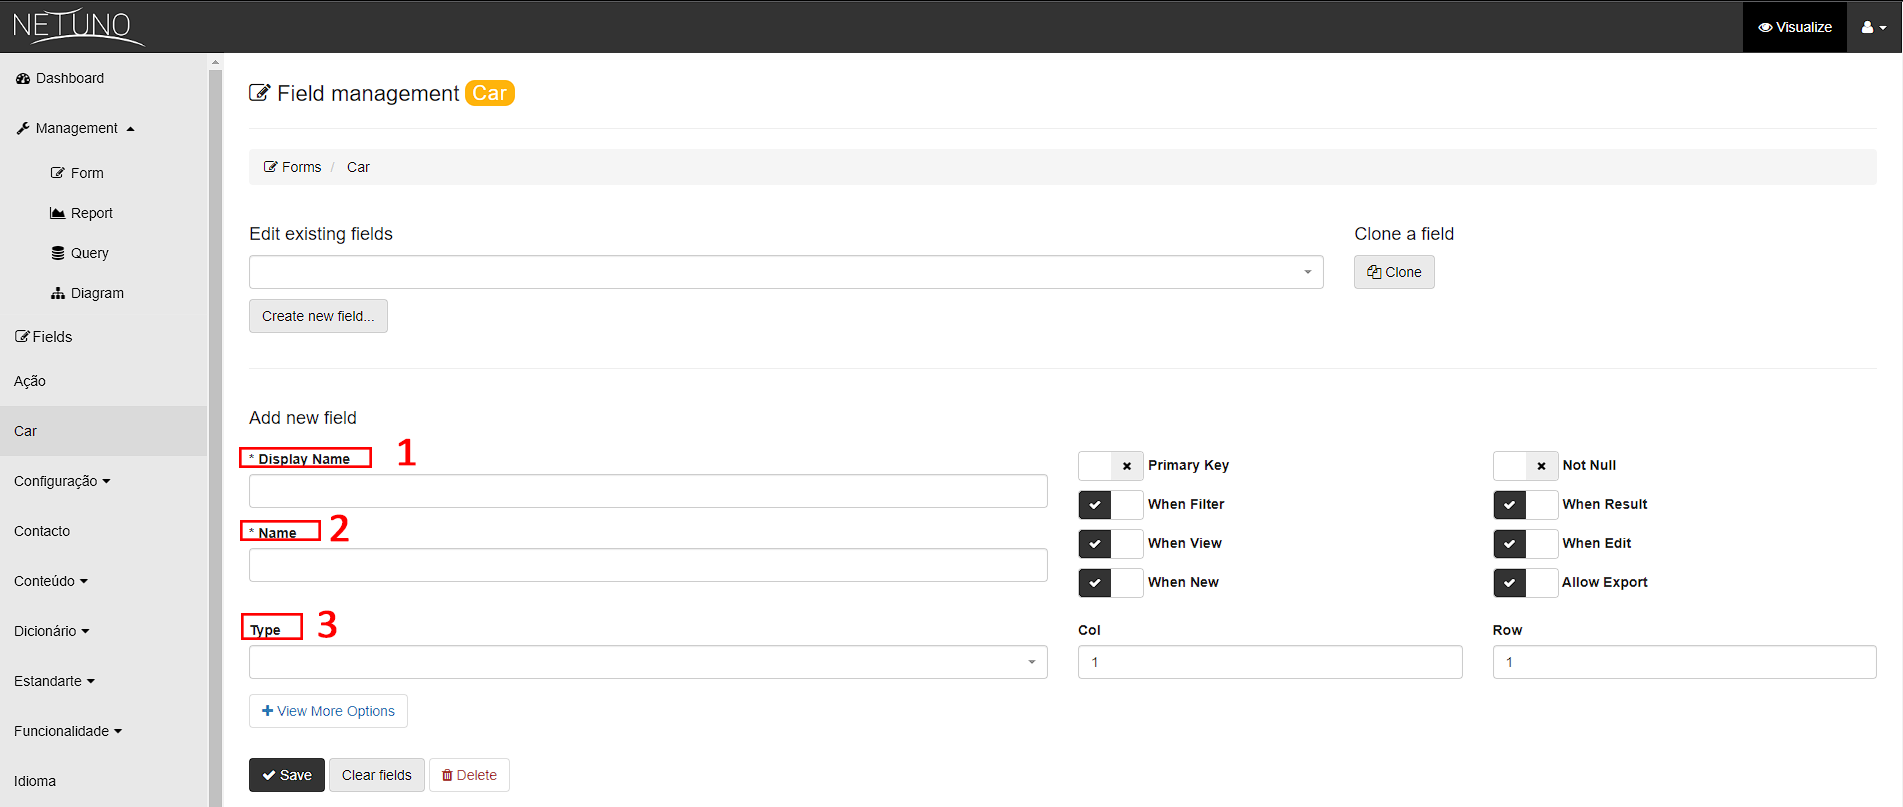 NETUNO
Visualize
Dashboard
Management
Form
Report
Query
Diagram
Fields
Ação
Car
Configuração
Contacto
Conteúdo
Dicionário
Estandarte
Funcionalidade
Idioma
Field management Car
Forms / Car
Edit existing fields
Clone a field
Clone
Create new field...
Add new field
* Display Name 1
Primary Key
Not Null
When Filter
When Result
* Name 2
When View
When Edit
When New
Allow Export
Type 3
Col
Row
1
1
View More Options
Save
Clear fields
Delete